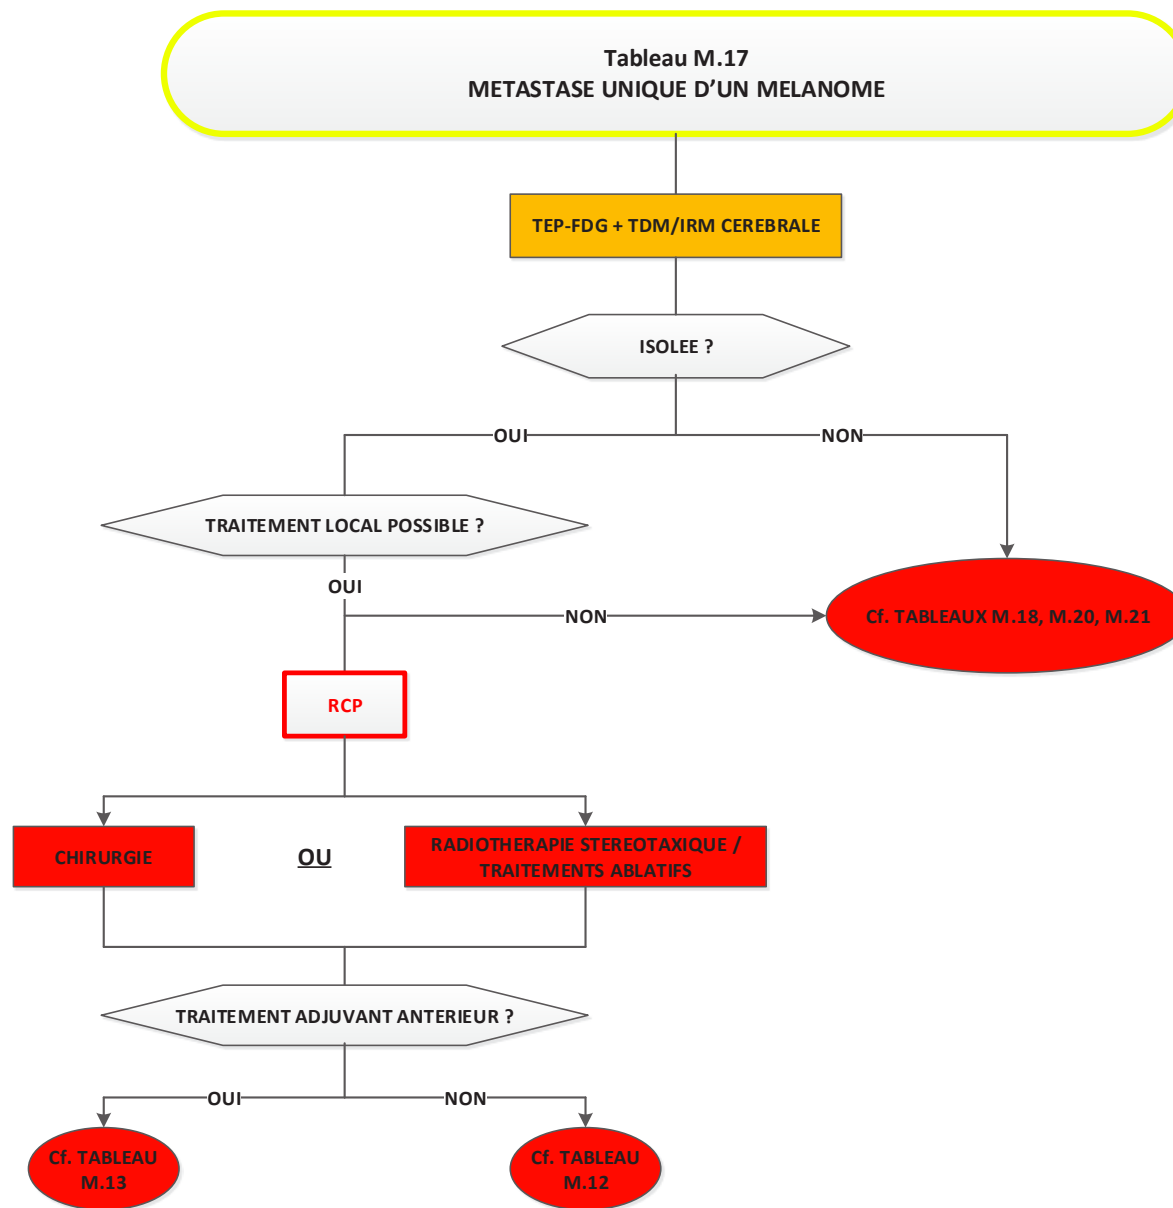 Tableau M.17
METASTASE UNIQUE D'UN MELANOME
TEP-FDG + TDM/IRM CEREBRALE
ISOLEE ?
OUI
NON
TRAITEMENT LOCAL POSSIBLE ?
OUI
NON
Cf. TABLEAUX M.18, M.20, M.21
RCP
CHIRURGIE
OU
RADIOTHERAPIE STEREOTAXIQUE /
TRAITEMENTS ABLATIFS
TRAITEMENT ADJUVANT ANTERIEUR ?
OUI
NON
Cf. TABLEAU
M.13
Cf. TABLEAU
M.12